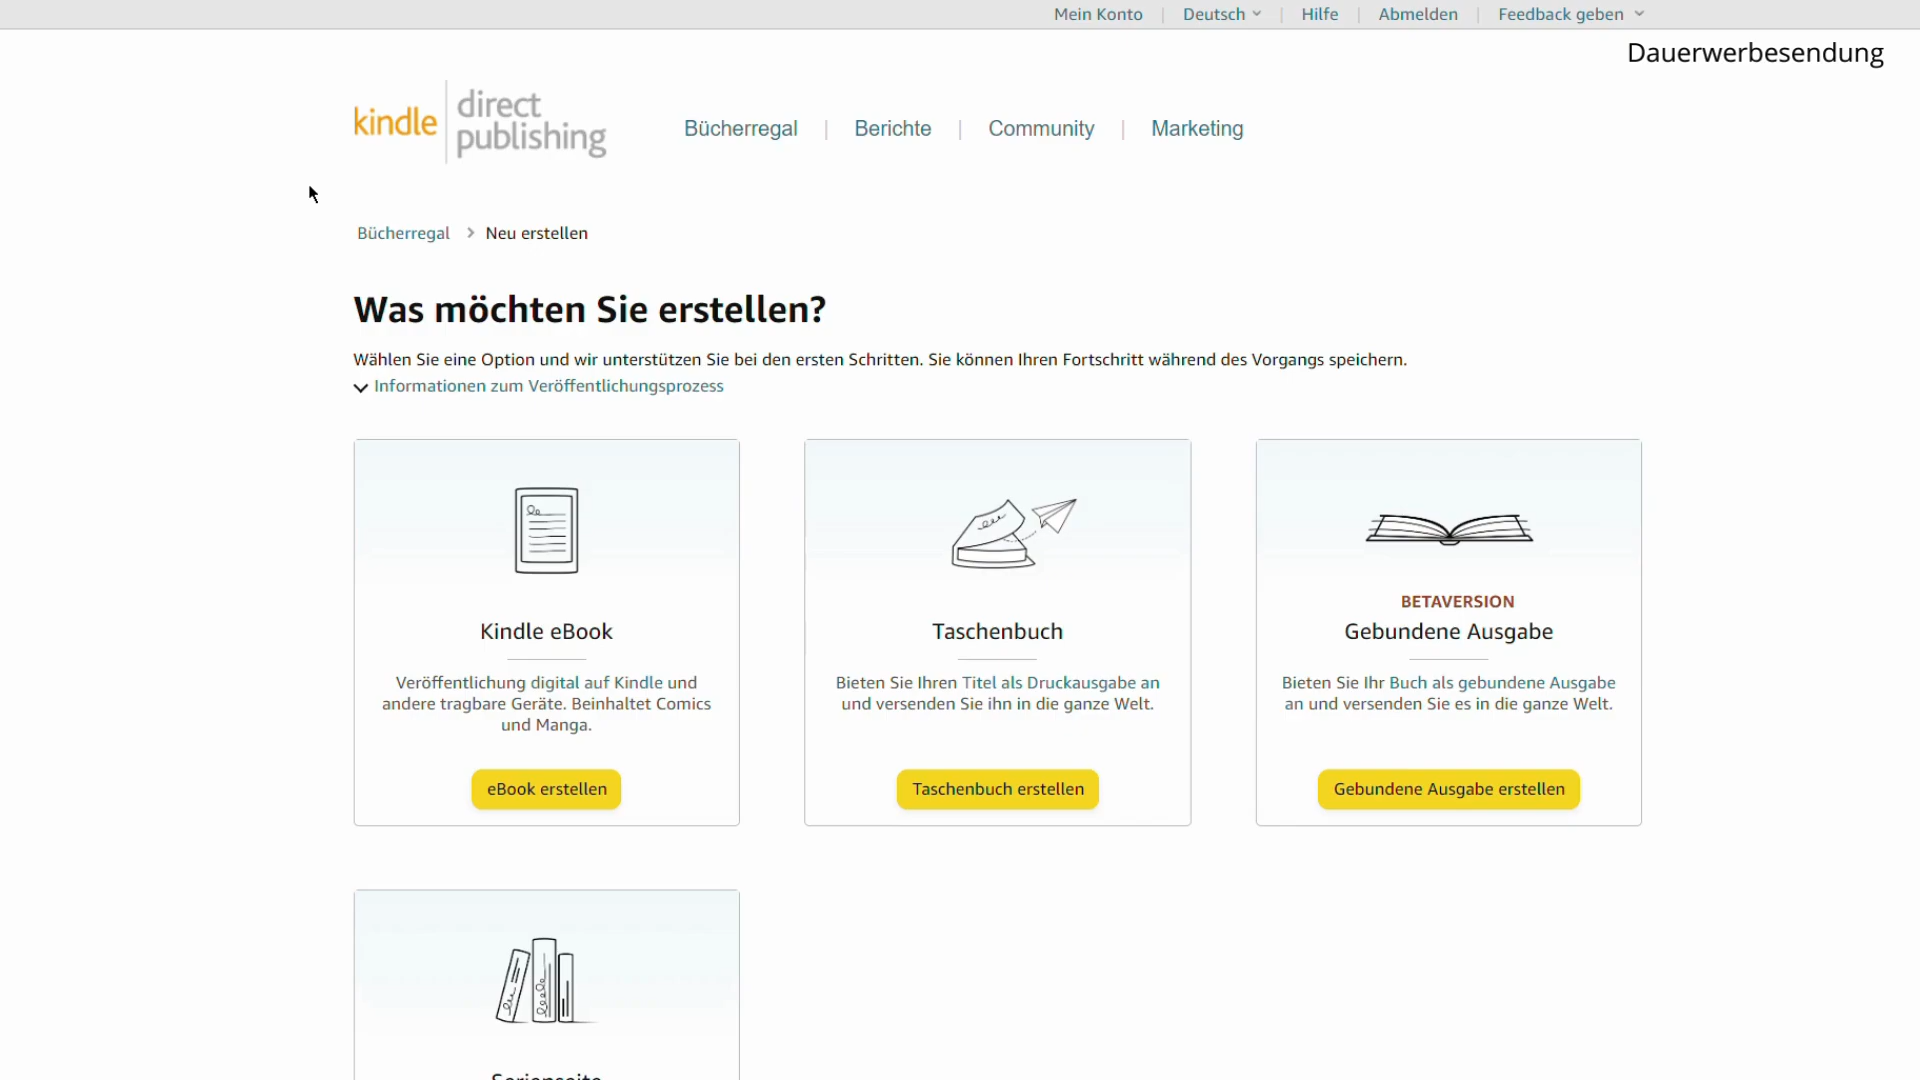 Mein Konto
Deutsch
Hilfe
Abmelden
Feedback geben
Dauerwerbesendung
kindle direct publishing
Bücherregal
Berichte
Community
Marketing
Bücherregal > Neu erstellen
Was möchten Sie erstellen?
Wählen Sie eine Option und wir unterstützen Sie bei den ersten Schritten. Sie können Ihren Fortschritt während des Vorgangs speichern.
Informationen zum Veröffentlichungsprozess
Kindle eBook
Veröffentlichung digital auf Kindle und
andere tragbare Geräte. Beinhaltet Comics
und Manga.
eBook erstellen
Taschenbuch
Bieten Sie Ihren Titel als Druckausgabe an
und versenden Sie ihn in die ganze Welt.
Taschenbuch erstellen
BETAVERSION
Gebundene Ausgabe
Bieten Sie Ihr Buch als gebundene Ausgabe
an und versenden Sie es in die ganze Welt.
Gebundene Ausgabe erstellen